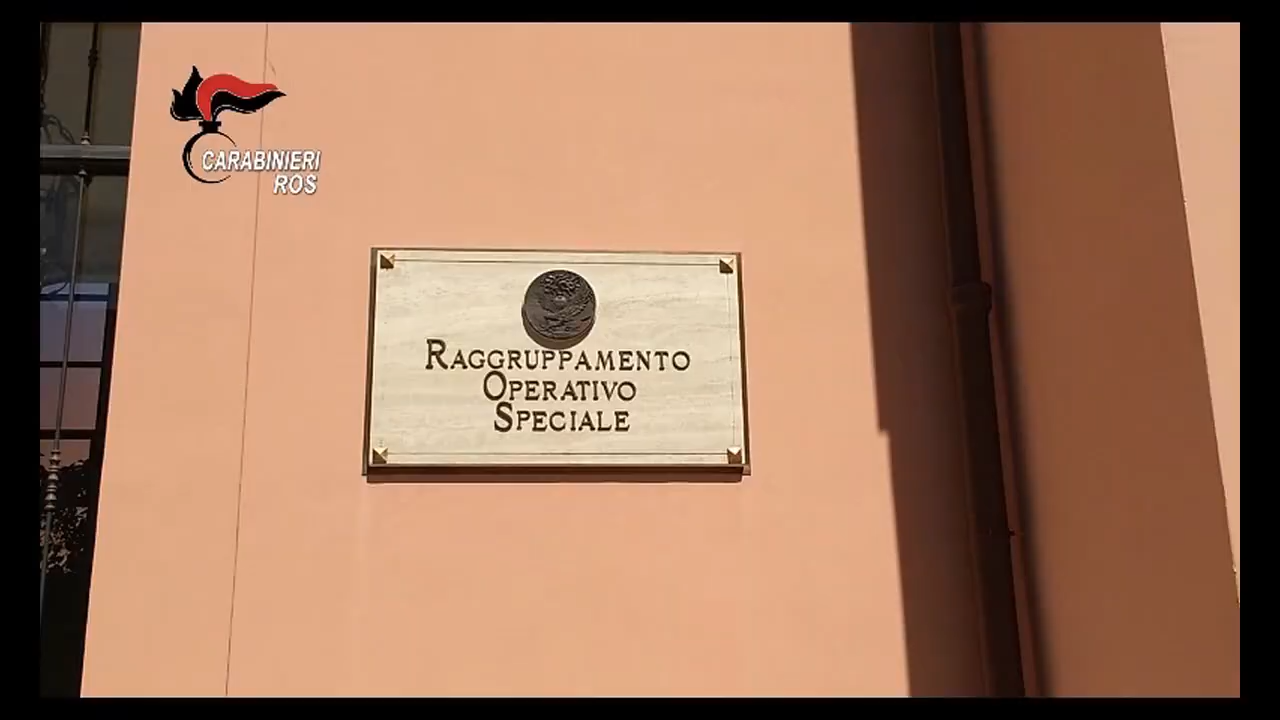 CARABINIERI
ROS
RAGGRUPPAMENTO
OPERATIVO
SPECIALE